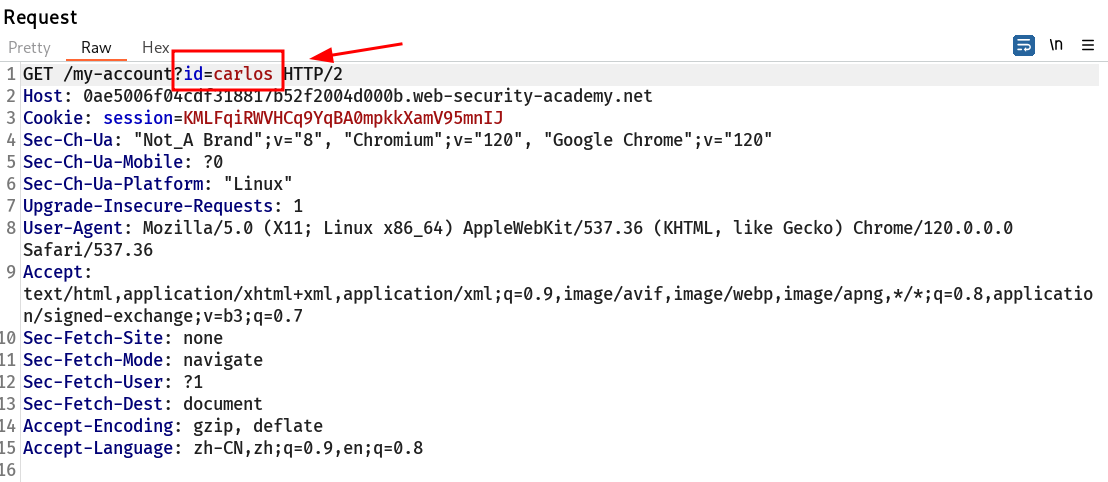 Request
Pretty Raw Hex \n
1 GET /my-account?id=carlos HTTP/2
2 Host: 0ae5006f04cdf318817b52f2004d000b.web-security-academy.net
3 Cookie: session=KMLFqiRWVHCq9YqBA0mpkkXamV95mnIJ
4 Sec-Ch-Ua: "Not_A Brand";v="8", "Chromium";v="120", "Google Chrome";v="120"
5 Sec-Ch-Ua-Mobile: ?0
6 Sec-Ch-Ua-Platform: "Linux"
7 Upgrade-Insecure-Requests: 1
8 User-Agent: Mozilla/5.0 (X11; Linux x86_64) AppleWebKit/537.36 (KHTML, like Gecko) Chrome/120.0.0.0
Safari/537.36
9 Accept:
text/html,application/xhtml+xml,application/xml;q=0.9,image/avif,image/webp,image/apng,*/*;q=0.8,applicatio
n/signed-exchange;v=b3;q=0.7
10 Sec-Fetch-Site: none
11 Sec-Fetch-Mode: navigate
12 Sec-Fetch-User: ?1
13 Sec-Fetch-Dest: document
14 Accept-Encoding: gzip, deflate
15 Accept-Language: zh-CN,zh;q=0.9,en;q=0.8
16